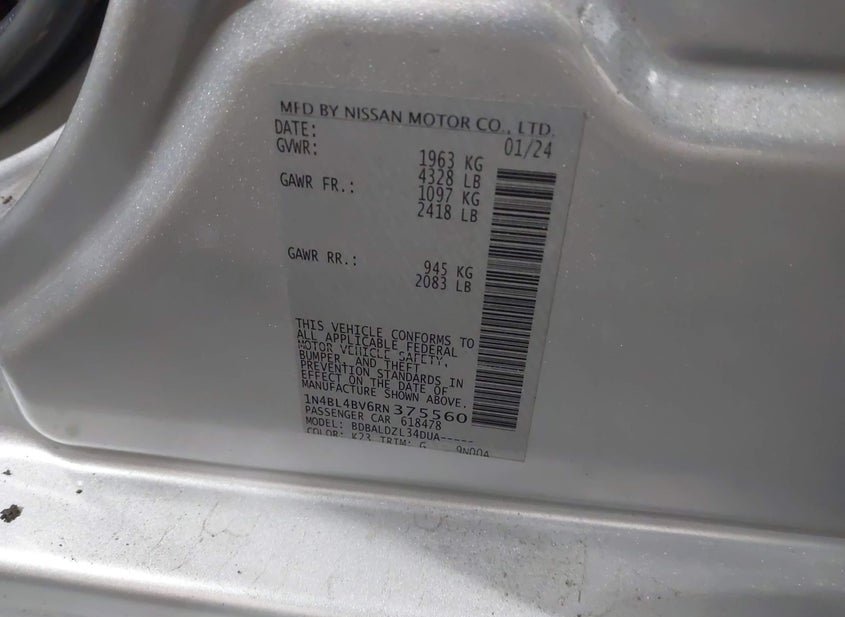 MFD BY NISSAN MOTOR CO., LTD.
DATE: 01/24
GVWR: 1963 KG
4328 LB
GAWR FR.: 1097 KG
2418 LB
GAWR RR.: 945 KG
2083 LB
THIS VEHICLE CONFORMS TO
ALL APPLICABLE FEDERAL
MOTOR VEHICLE SAFETY,
BUMPER, AND THEFT
PREVENTION STANDARDS IN
EFFECT ON THE DATE OF
MANUFACTURE SHOWN ABOVE.
1N4BL4BV6RN375560
PASSENGER CAR 618478
MODEL: BDBALDZL34DUA-----
COLOR: K23 TRIM: G 9N00A